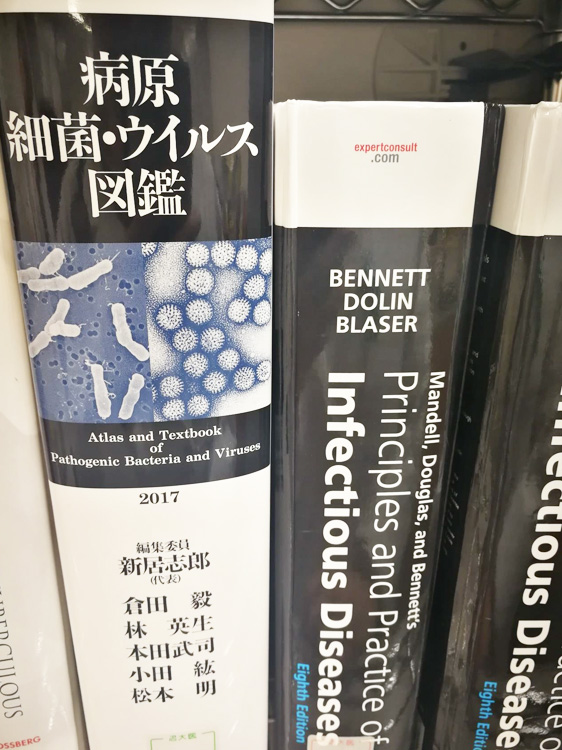 病原
細菌・ウイルス
図鑑
Atlas and Textbook
of
Pathogenic Bacteria and Viruses
2017
編集委員
新居志郎
(代表)
倉田 毅
林 英生
本田武司
小田 紘
松本 明
expertconsult
.com
BENNETT
DOLIN
BLASER
Mandell, Douglas, and Bennett's
Principles and Practice of
Infectious Diseases
Eighth Edition
Infectious Diseases
Eighth Edition